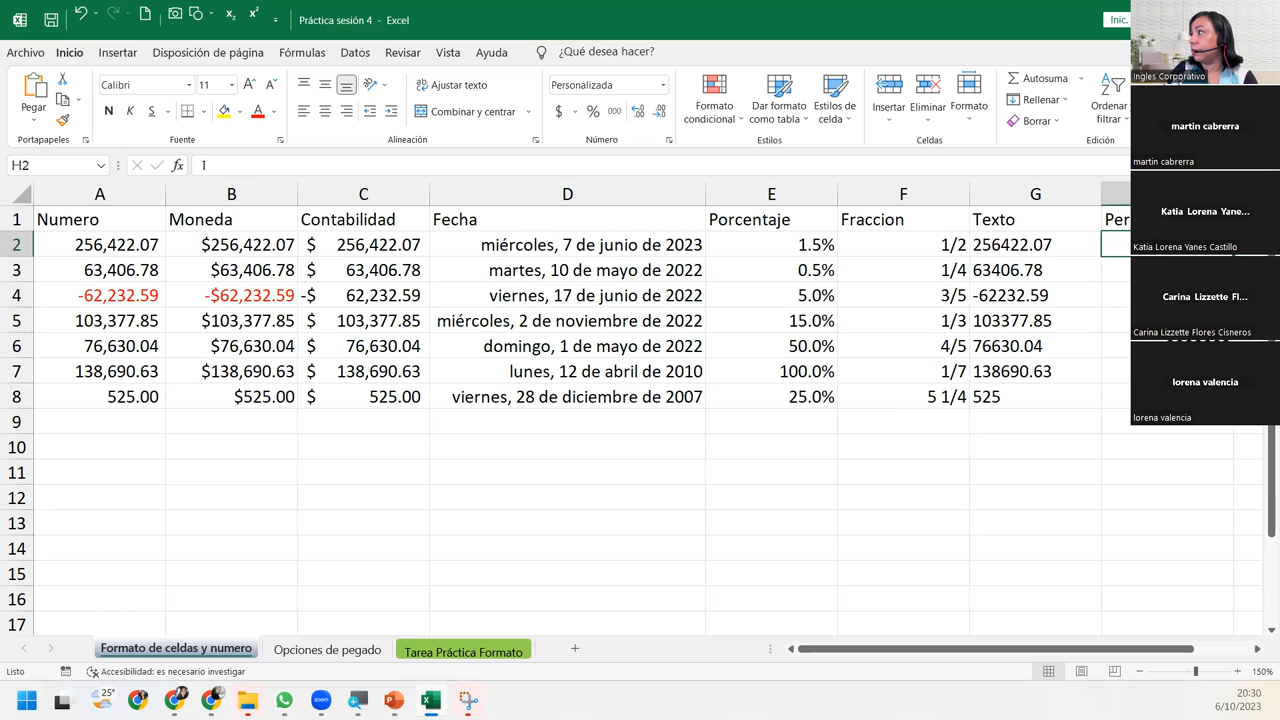 Práctica sesión 4 - Excel
Inic.
Archivo Inicio Insertar Disposición de página Fórmulas Datos Revisar Vista Ayuda ¿Qué desea hacer?
Pegar
Calibri 11
N K S
Combinar y centrar
Personalizada
$ % 000
Formato condicional
Dar formato como tabla
Estilos de celda
Insertar Eliminar Formato
Autosuma
Rellenar
Borrar
Ordenar
filtrar
Portapapeles Fuente Alineación Número Estilos Celdas Edición
H2 fx 1
A B C D E F G
1 Numero Moneda Contabilidad Fecha Porcentaje Fraccion Texto Per
2 256,422.07 $256,422.07 $ 256,422.07 miércoles, 7 de junio de 2023 1.5% 1/2 256422.07
3 63,406.78 $63,406.78 $ 63,406.78 martes, 10 de mayo de 2022 0.5% 1/4 63406.78
4 -62,232.59 -$62,232.59 -$ 62,232.59 viernes, 17 de junio de 2022 5.0% 3/5 -62232.59
5 103,377.85 $103,377.85 $ 103,377.85 miércoles, 2 de noviembre de 2022 15.0% 1/3 103377.85
6 76,630.04 $76,630.04 $ 76,630.04 domingo, 1 de mayo de 2022 50.0% 4/5 76630.04
7 138,690.63 $138,690.63 $ 138,690.63 lunes, 12 de abril de 2010 100.0% 1/7 138690.63
8 525.00 $525.00 $ 525.00 viernes, 28 de diciembre de 2007 25.0% 5 1/4 525
9
10
11
12
13
14
15
16
17
Ingles Corporativo
martin cabrerra
martin cabrerra
Katia Lorena Yane...
Katia Lorena Yanes Castillo
Carina Lizzette Fl...
Carina Lizzette Flores Cisneros
lorena valencia
lorena valencia
Formato de celdas y numero Opciones de pegado Tarea Práctica Formato
Listo Accesibilidad: es necesario investigar 150%
25°
zoom
20:30
6/10/2023